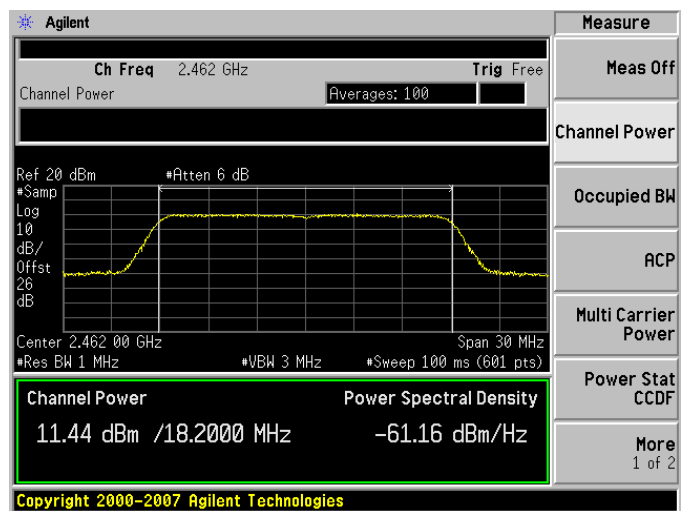 Agilent
Measure
Ch Freq 2.462 GHz Trig Free
Channel Power Averages: 100
Ref 20 dBm #Atten 6 dB
#Samp
Log
10
dB/
Offst
26
dB
Center 2.462 00 GHz Span 30 MHz
#Res BW 1 MHz #VBW 3 MHz #Sweep 100 ms (601 pts)
Channel Power Power Spectral Density
11.44 dBm /18.2000 MHz -61.16 dBm/Hz
Meas Off
Channel Power
Occupied BW
ACP
Multi Carrier
Power
Power Stat
CCDF
More
1 of 2
Copyright 2000-2007 Agilent Technologies